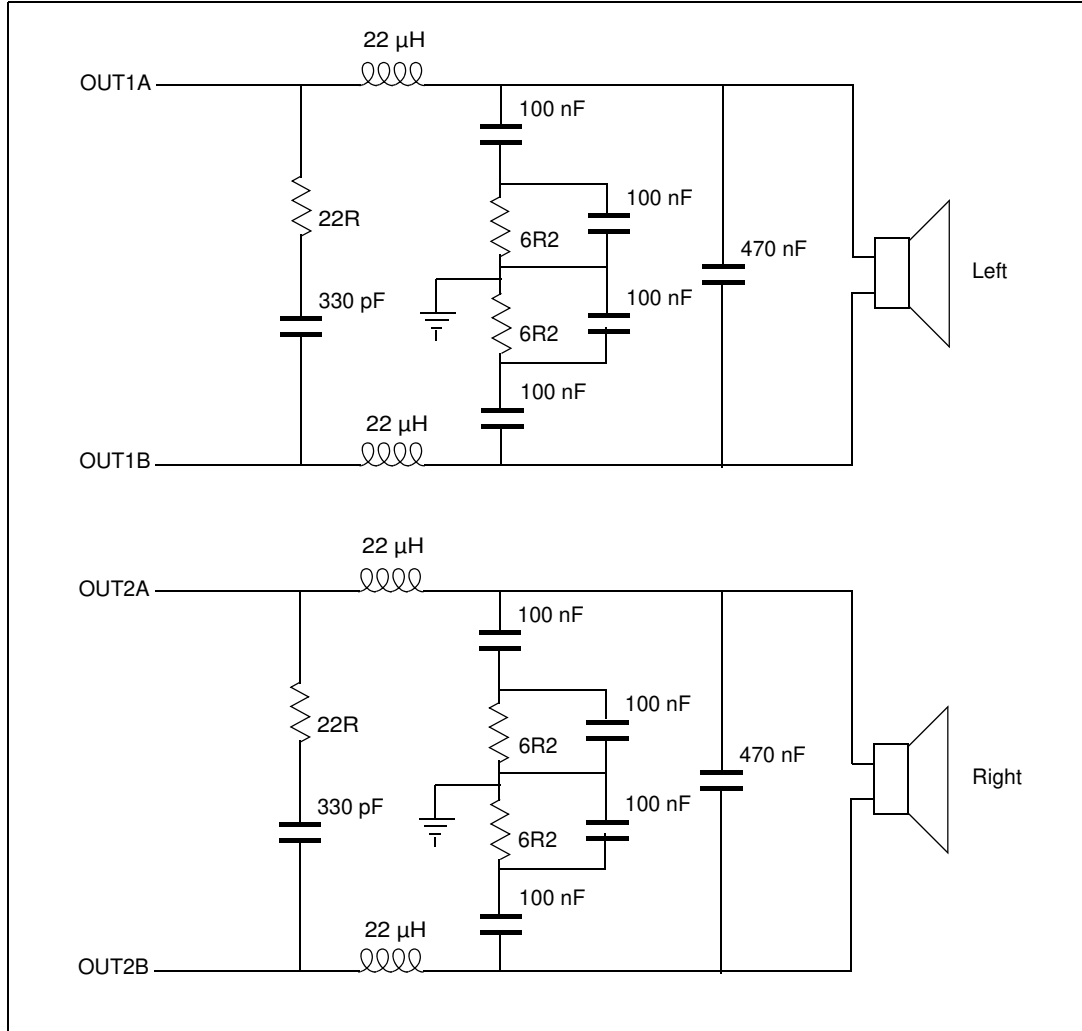 22 µH
OUT1A
100 nF
100 nF
22R
6R2
470 nF
Left
100 nF
330 pF
6R2
100 nF
22 µH
OUT1B
22 µH
OUT2A
100 nF
100 nF
22R
6R2
470 nF
Right
330 pF
100 nF
6R2
100 nF
22 µH
OUT2B